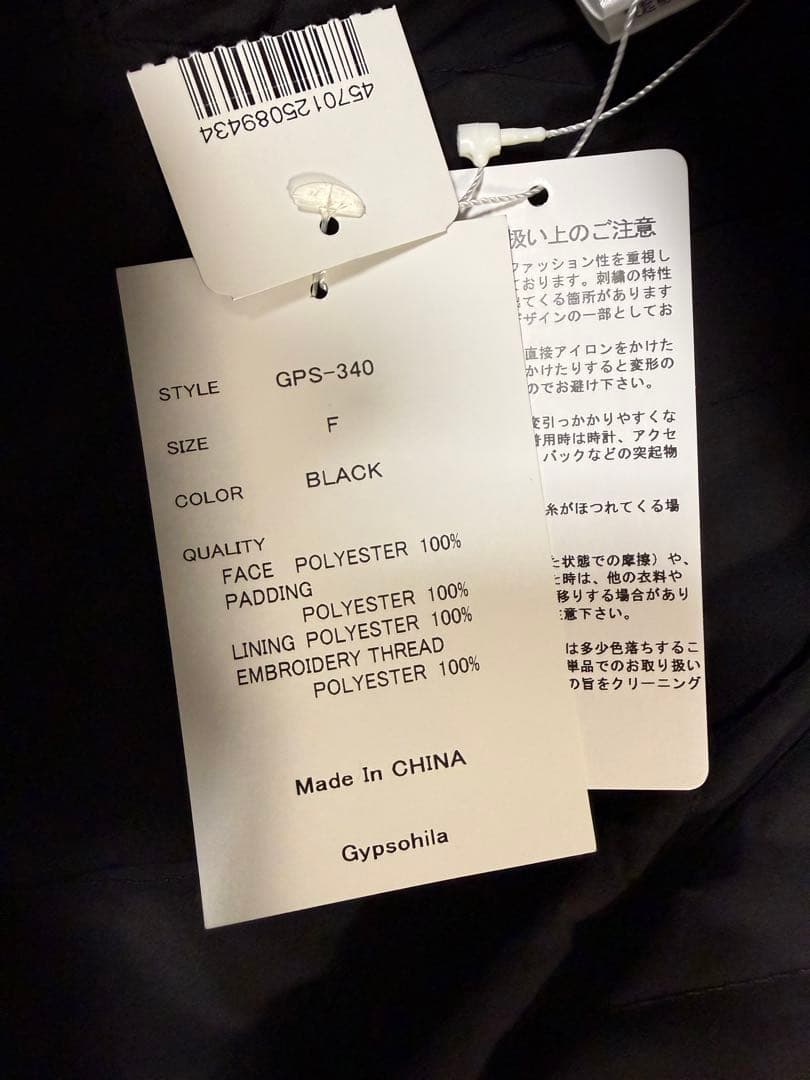 4570125089434
STYLE GPS-340
SIZE F
COLOR BLACK
QUALITY
FACE POLYESTER 100%
PADDING
POLYESTER 100%
LINING POLYESTER 100%
EMBROIDERY THREAD
POLYESTER 100%
Made In CHINA
Gypsohila
扱い上のご注意
ファッション性を重視し
ております。刺繍の特性
出てくる箇所があります
デザインの一部としてお
直接アイロンをかけた
かけたりすると変形の
のでお避け下さい。
変引っかかりやすくな
着用時は時計、アクセ
バックなどの突起物
糸がほつれてくる場
た状態での摩擦）や、
た時は、他の衣料や
移りする場合があり
意下さい。
は多少色落ちするこ
単品でのお取り扱い
の旨をクリーニング